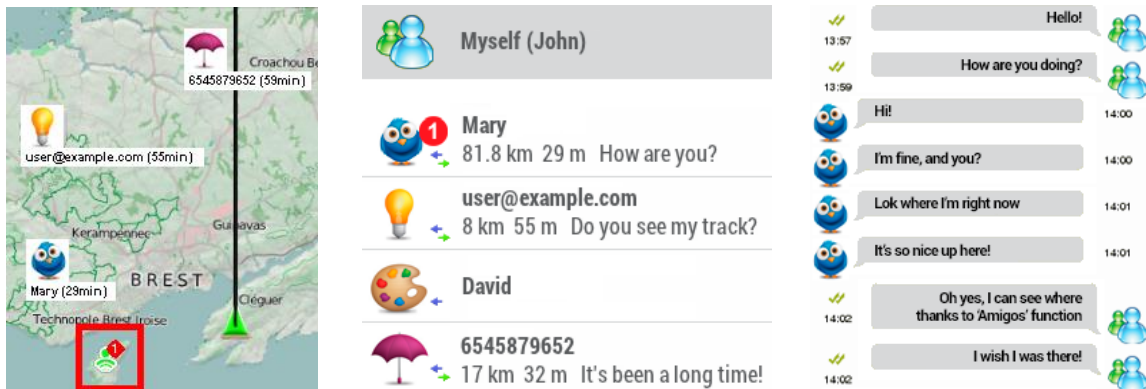 Croachou Be
6545879652 (59min)
user@example.com (55min)
Kerampennec
Guipavas
Mary (29min)
BREST
Cléguer
Technopole Brest Iroise
1
Myself (John)
Mary
1
81.8 km 29 m How are you?
user@example.com
8 km 55 m Do you see my track?
David
6545879652
17 km 32 m It's been a long time!
Hello!
13:57
How are you doing?
13:59
Hi!
14:00
I'm fine, and you?
14:00
Lok where I'm right now
14:01
It's so nice up here!
14:01
Oh yes, I can see where
thanks to 'Amigos' function
14:02
I wish I was there!
14:02